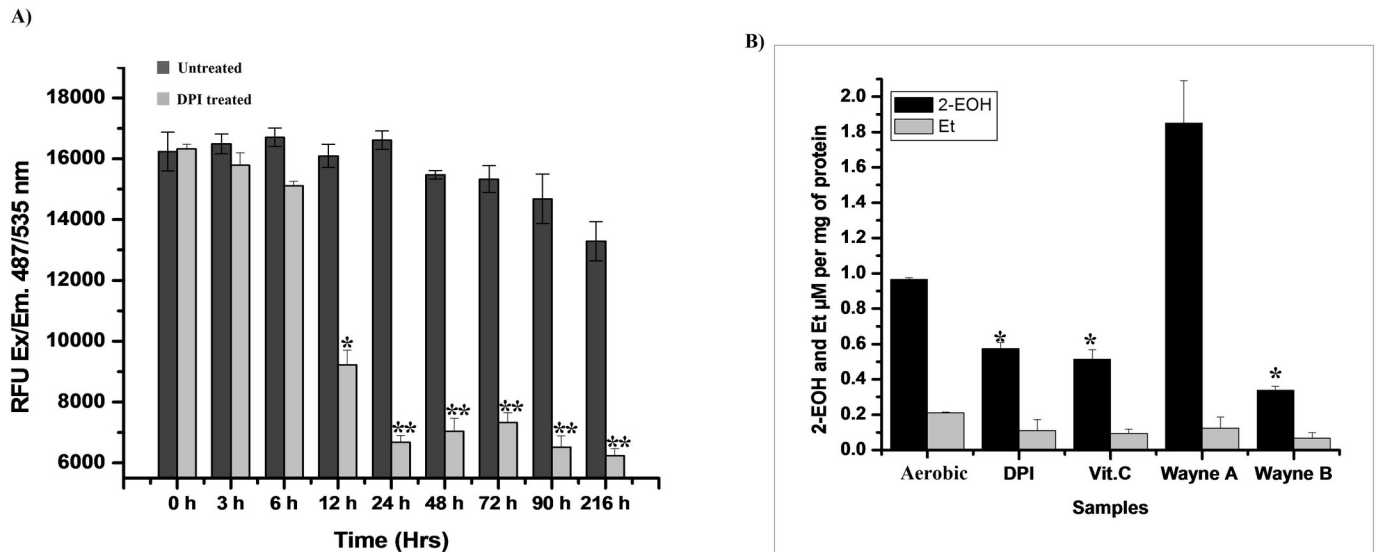 A)
Untreated
DPI treated
18000
16000
14000
12000
10000
8000
6000
RFU Ex/Em. 487/535 nm
*
**
**
**
**
**
0 h 3 h 6 h 12 h 24 h 48 h 72 h 90 h 216 h
Time (Hrs)
B)
2-EOH
Et
2.0
1.8
1.6
1.4
1.2
1.0
0.8
0.6
0.4
0.2
0.0
2-EOH and Et µM per mg of protein
*
*
*
Aerobic DPI Vit.C Wayne A Wayne B
Samples